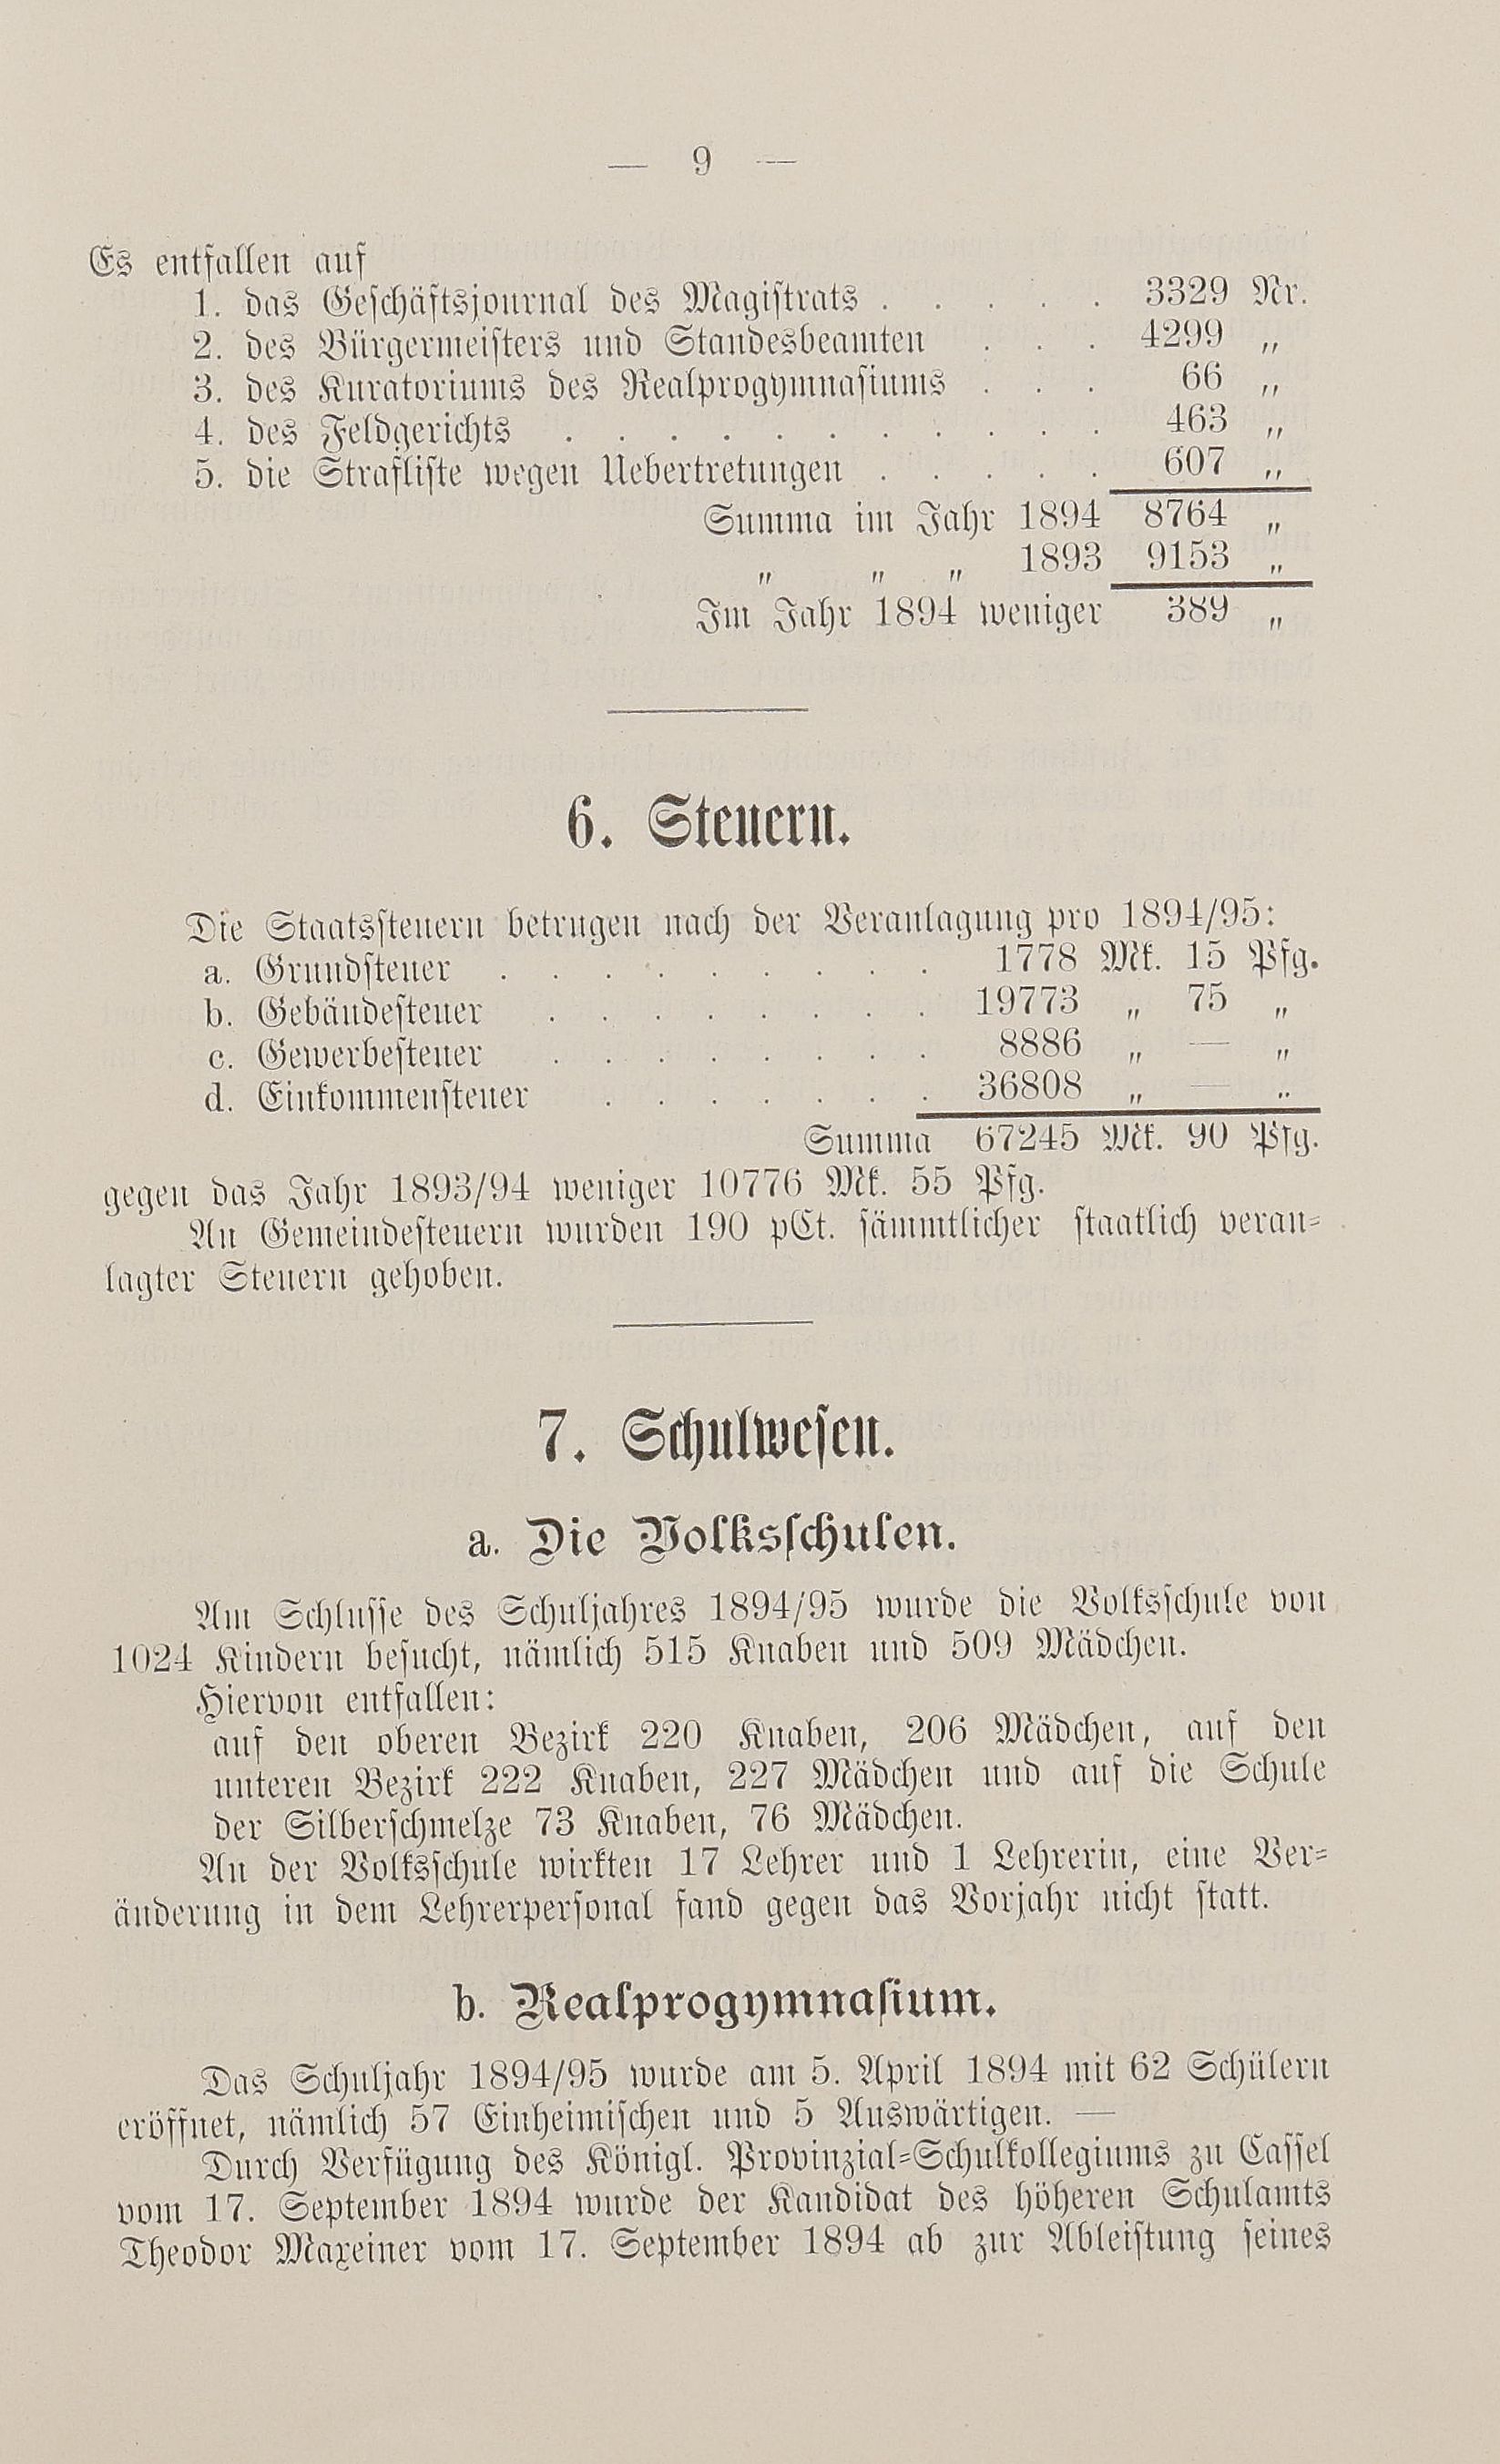 — 9 —
Es entfallen auf
1. das Geschäftsjournal des Magistrats . . . . . 3329 Nr.
2. des Bürgermeisters und Standesbeamten . . . 4299 „
3. des Kuratoriums des Realprogymnasiums . . . 66 „
4. des Feldgerichts . . . . . . . . . . . 463 „
5. die Strafliste wegen Uebertretungen . . . . . 607 „
Summa im Jahr 1894 8764 „
„ „ „ 1893 9153 „
Im Jahr 1894 weniger 389 „
6. Steuern.
Die Staatssteuern betrugen nach der Veranlagung pro 1894/95:
a. Grundsteuer . . . . . . . . . 1778 Mk. 15 Pfg.
b. Gebäudesteuer . . . . . . . . 19773 „ 75 „
c. Gewerbesteuer . . . . . . . . 8886 „ — „
d. Einkommensteuer . . . . . . . 36808 „ — „
Summa 67245 Mk. 90 Pfg.
gegen das Jahr 1893/94 weniger 10776 Mk. 55 Pfg.
An Gemeindesteuern wurden 190 pCt. sämmtlicher staatlich veran-
lagter Steuern gehoben.
7. Schulwesen.
a. Die Volksschulen.
Am Schlusse des Schuljahres 1894/95 wurde die Volksschule von
1024 Kindern besucht, nämlich 515 Knaben und 509 Mädchen.
Hiervon entfallen:
auf den oberen Bezirk 220 Knaben, 206 Mädchen, auf den
unteren Bezirk 222 Knaben, 227 Mädchen und auf die Schule
der Silberschmelze 73 Knaben, 76 Mädchen.
An der Volksschule wirkten 17 Lehrer und 1 Lehrerin, eine Ver-
änderung in dem Lehrerpersonal fand gegen das Vorjahr nicht statt.
b. Realprogymnasium.
Das Schuljahr 1894/95 wurde am 5. April 1894 mit 62 Schülern
eröffnet, nämlich 57 Einheimischen und 5 Auswärtigen. —
Durch Verfügung des Königl. Provinzial-Schulkollegiums zu Cassel
vom 17. September 1894 wurde der Kandidat des höheren Schulamts
Theodor Maxeiner vom 17. September 1894 ab zur Ableistung seines